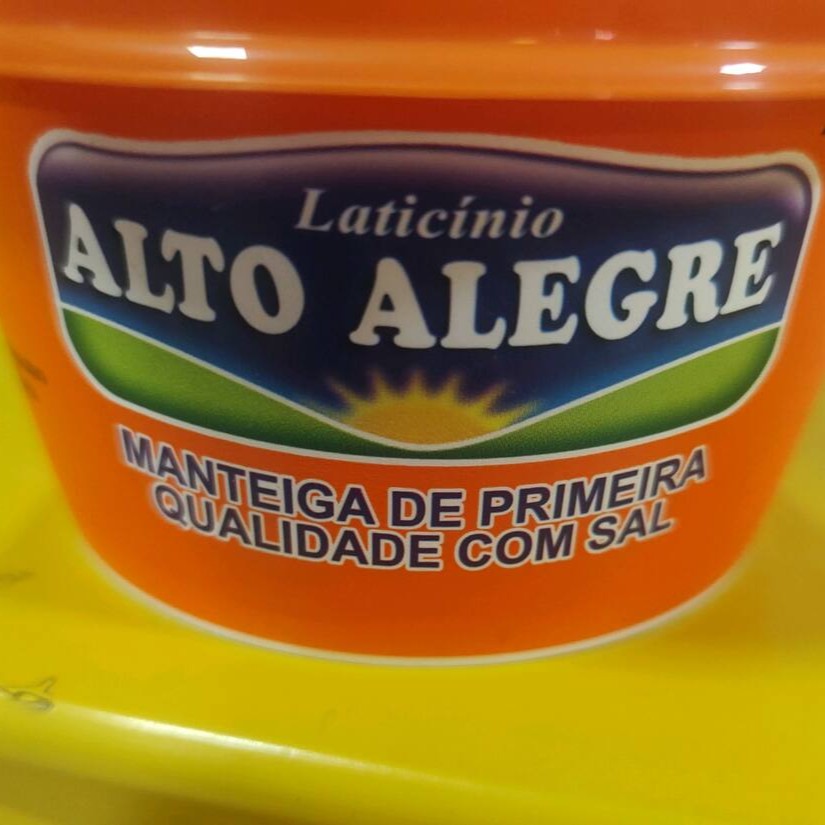 Laticínio
ALTO ALEGRE
MANTEIGA DE PRIMEIRA
QUALIDADE COM SAL